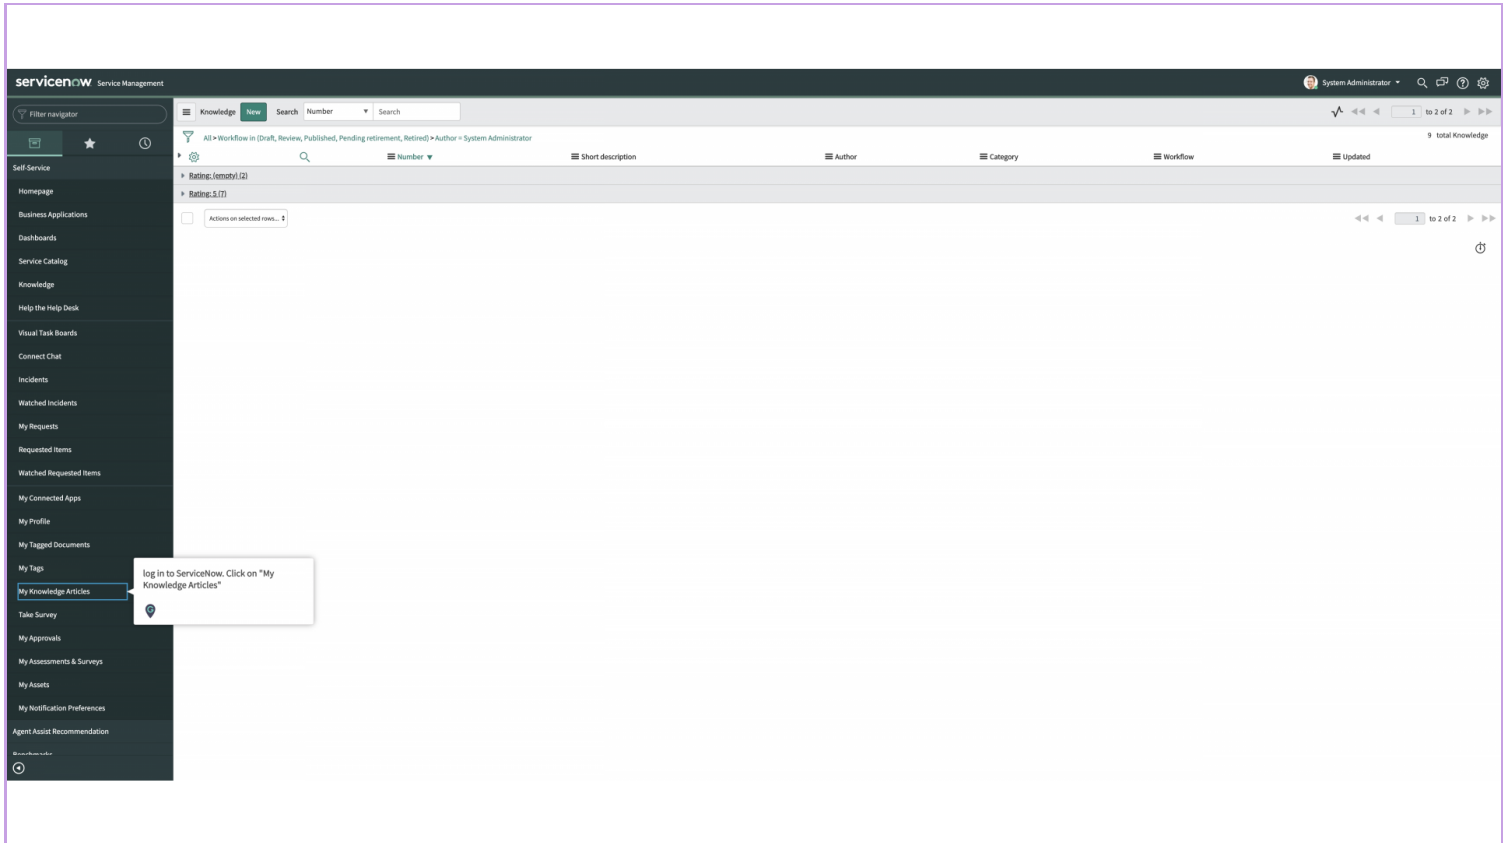 servicenow Service Management
System Administrator
Filter navigator
Knowledge New Search Number Search
1 to 2 of 2
All > Workflow in (Draft, Review, Published, Pending retirement, Retired) > Author = System Administrator
9 total Knowledge
Number Short description Author Category Workflow Updated
Rating: (empty) (2)
Rating: 5 (7)
Actions on selected rows...
1 to 2 of 2
Self-Service
Homepage
Business Applications
Dashboards
Service Catalog
Knowledge
Help the Help Desk
Visual Task Boards
Connect Chat
Incidents
Watched Incidents
My Requests
Requested Items
Watched Requested Items
My Connected Apps
My Profile
My Tagged Documents
My Tags
My Knowledge Articles
log in to ServiceNow. Click on "My
Knowledge Articles"
G
Take Survey
My Approvals
My Assessments & Surveys
My Assets
My Notification Preferences
Agent Assist Recommendation
Benchmarks